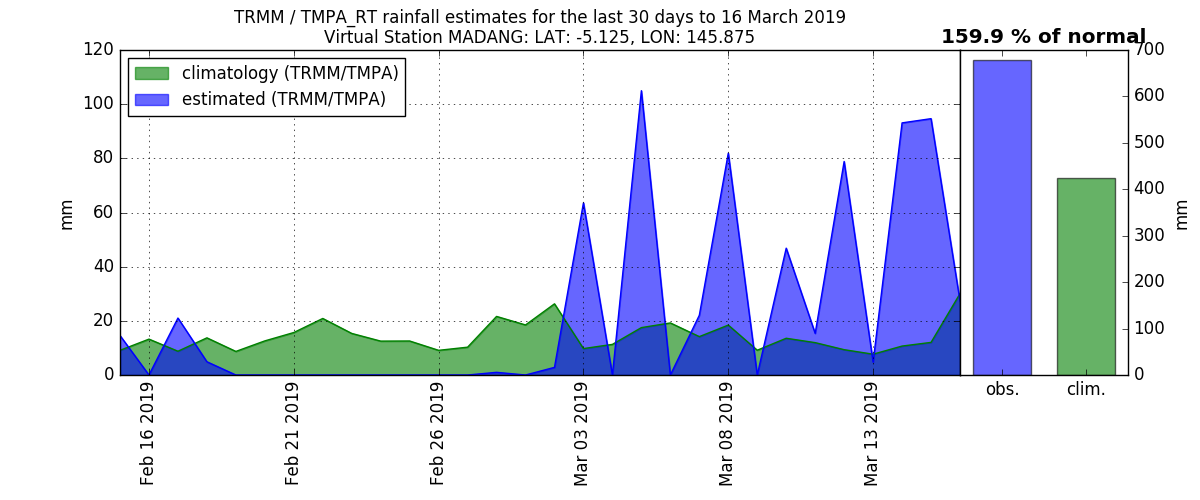 TRMM / TMPA_RT rainfall estimates for the last 30 days to 16 March 2019
Virtual Station MADANG: LAT: -5.125, LON: 145.875
159.9 % of normal
climatology (TRMM/TMPA)
estimated (TRMM/TMPA)
120
100
80
60
40
20
0
mm
Feb 16 2019
Feb 21 2019
Feb 26 2019
Mar 03 2019
Mar 08 2019
Mar 13 2019
700
600
500
400
300
200
100
0
mm
obs.
clim.